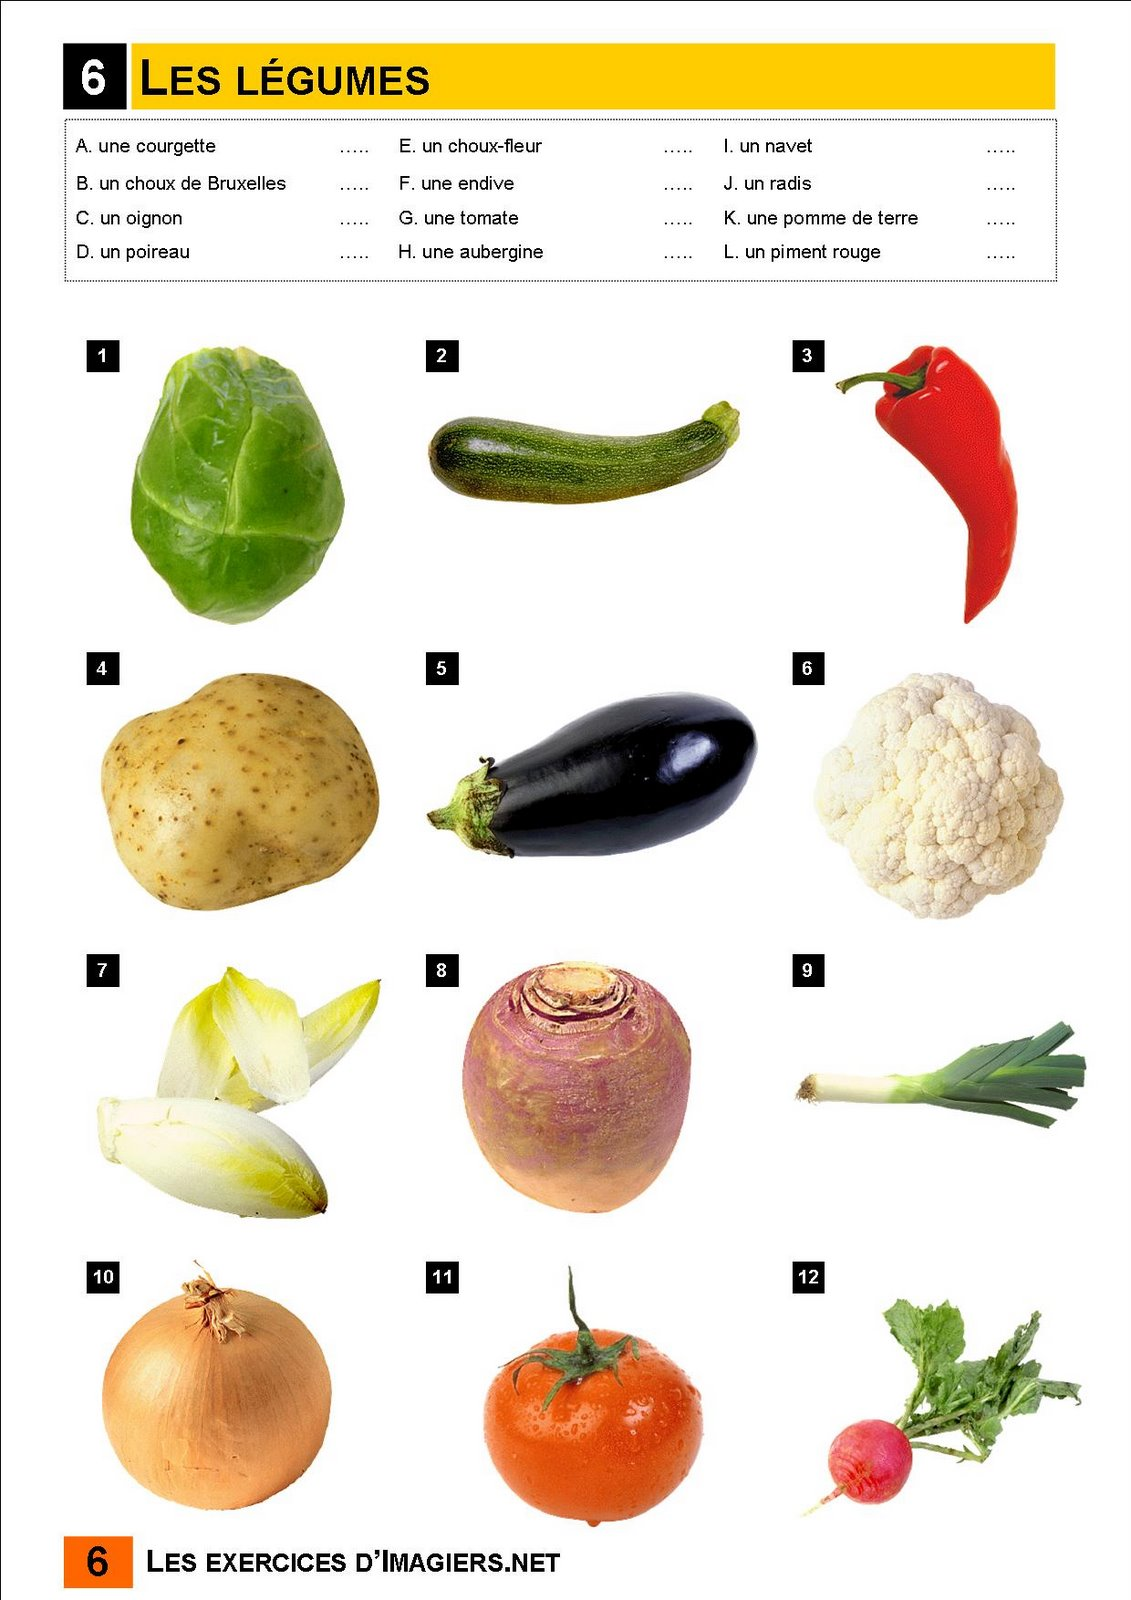 6 LES LÉGUMES
A. une courgette ..... E. un choux-fleur ..... I. un navet .....
B. un choux de Bruxelles ..... F. une endive ..... J. un radis .....
C. un oignon ..... G. une tomate ..... K. une pomme de terre .....
D. un poireau ..... H. une aubergine ..... L. un piment rouge .....
1 2 3
4 5 6
7 8 9
10 11 12
6 LES EXERCICES D'IMAGIERS.NET